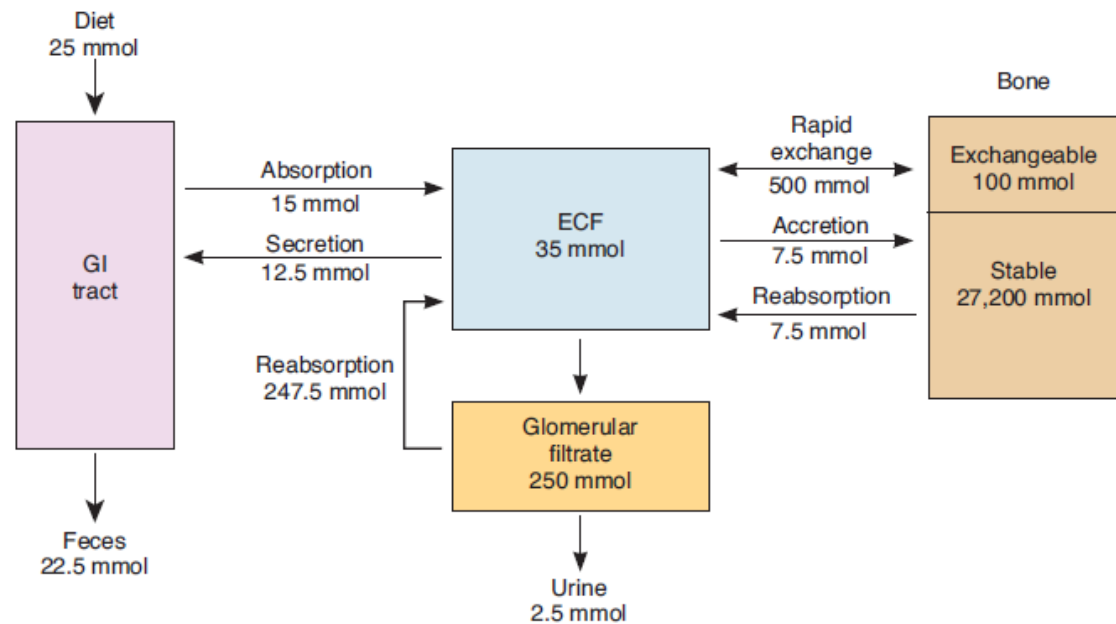 Diet
25 mmol
GI
tract
Feces
22.5 mmol
Absorption
15 mmol
Secretion
12.5 mmol
Reabsorption
247.5 mmol
ECF
35 mmol
Glomerular
filtrate
250 mmol
Urine
2.5 mmol
Rapid
exchange
500 mmol
Accretion
7.5 mmol
Reabsorption
7.5 mmol
Bone
Exchangeable
100 mmol
Stable
27,200 mmol